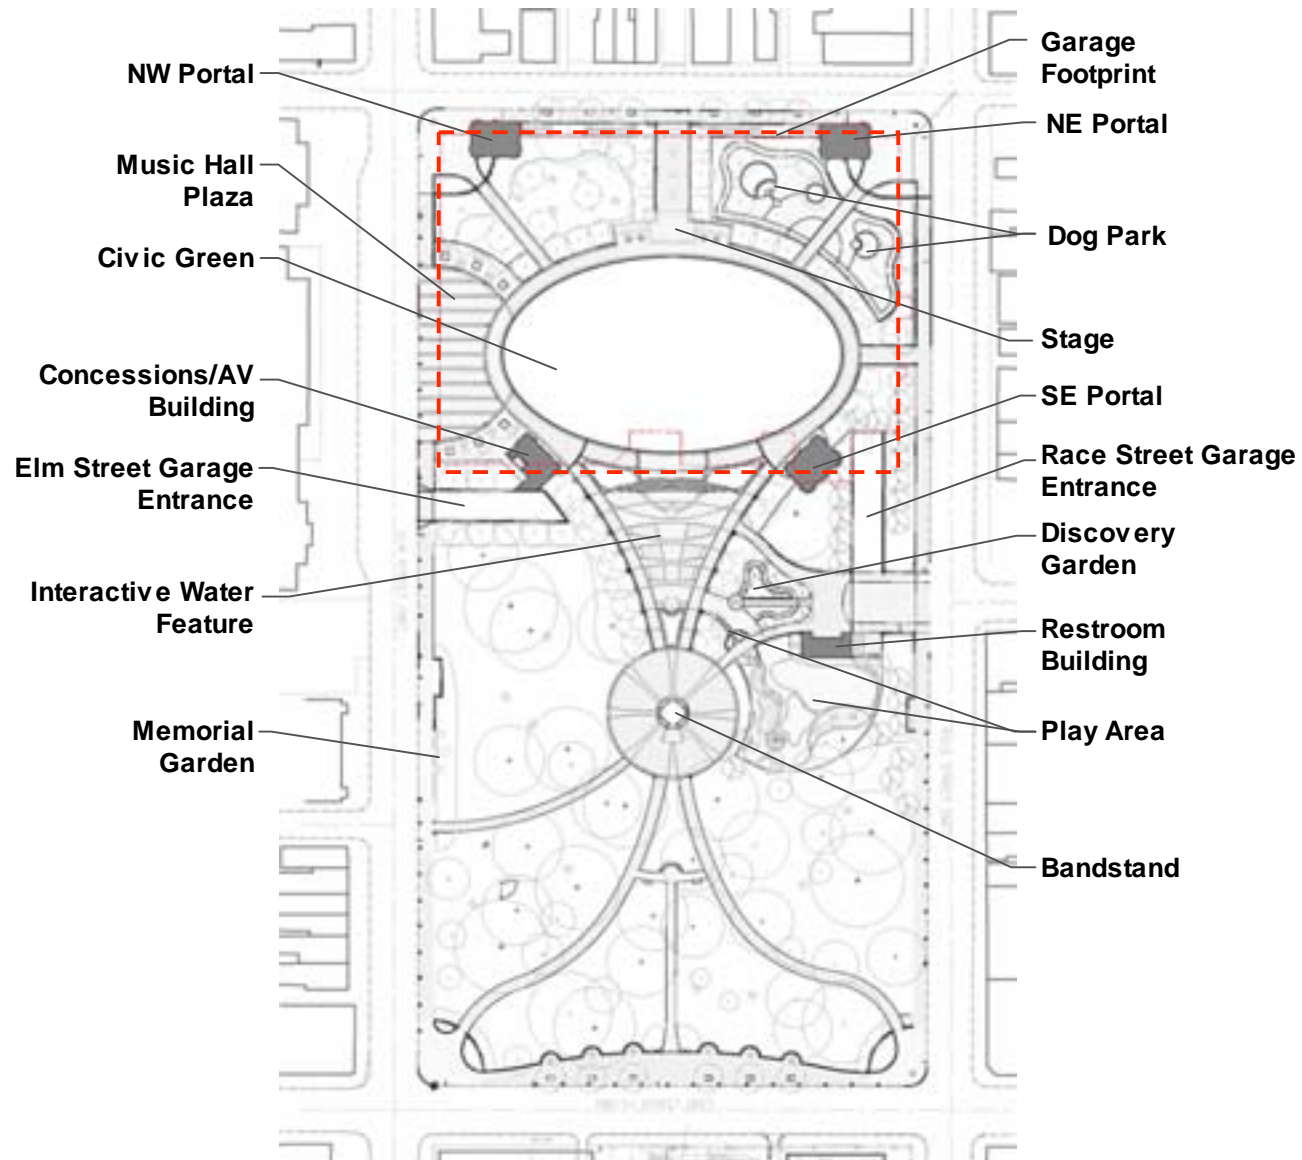 NW Portal
Music Hall
Plaza
Civic Green
Concessions/AV
Building
Elm Street Garage
Entrance
Interactive Water
Feature
Memorial
Garden
Garage
Footprint
NE Portal
Dog Park
Stage
SE Portal
Race Street Garage
Entrance
Discovery
Garden
Restroom
Building
Play Area
Bandstand